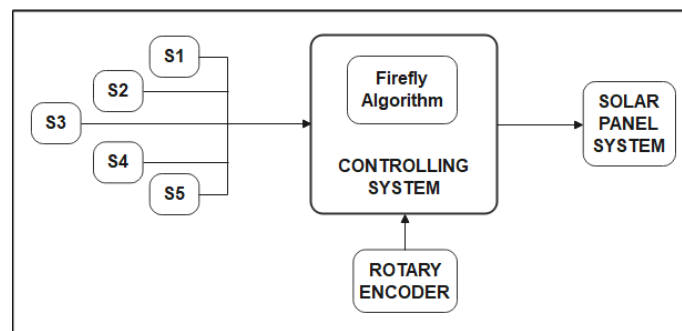 S1
S2
S3
S4
S5
Firefly
Algorithm
CONTROLLING
SYSTEM
SOLAR
PANEL
SYSTEM
ROTARY
ENCODER